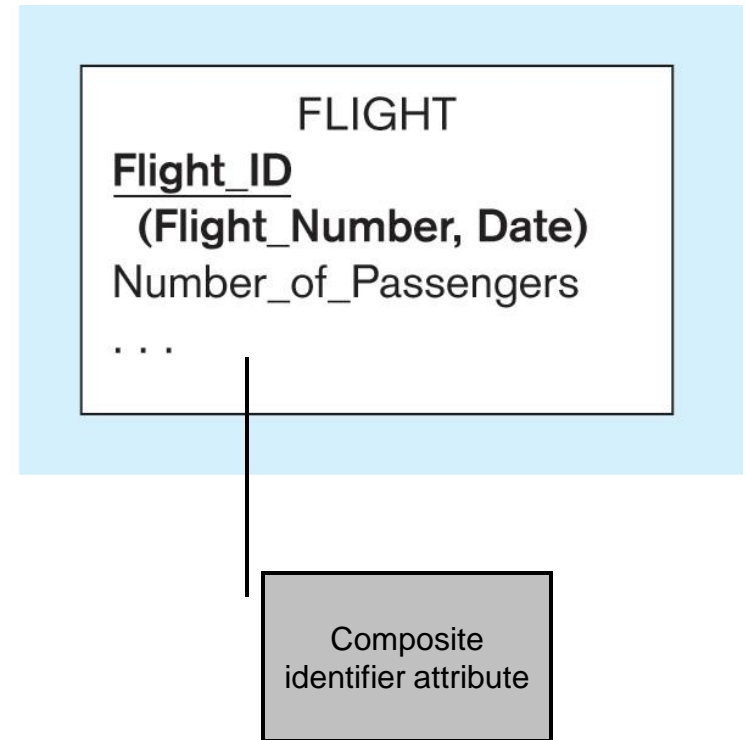 FLIGHT
Flight_ID
(Flight_Number, Date)
Number_of_Passengers
. . .
Composite
identifier attribute